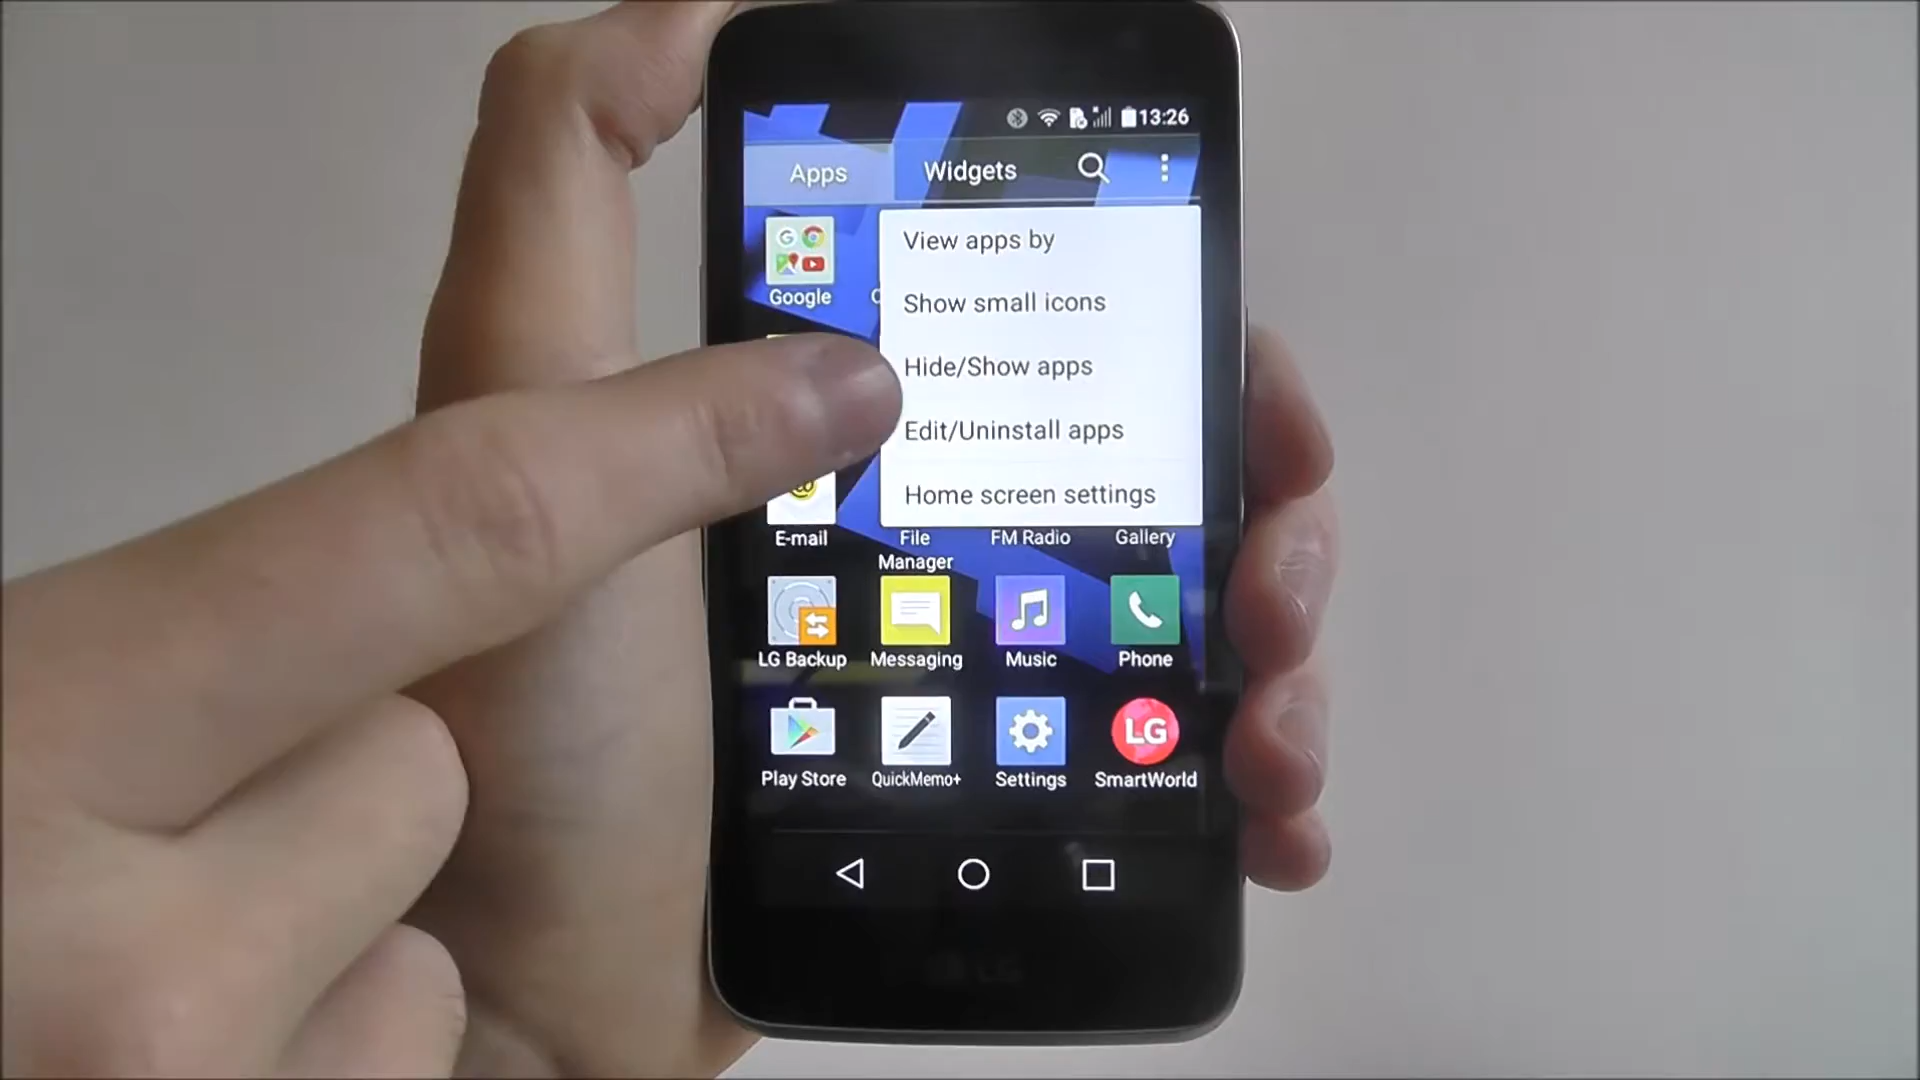 13:26
Apps Widgets
View apps by
Show small icons
Hide/Show apps
Edit/Uninstall apps
Home screen settings
Google
E-mail File Manager FM Radio Gallery
LG Backup Messaging Music Phone
LG
Play Store QuickMemo+ Settings SmartWorld
LG